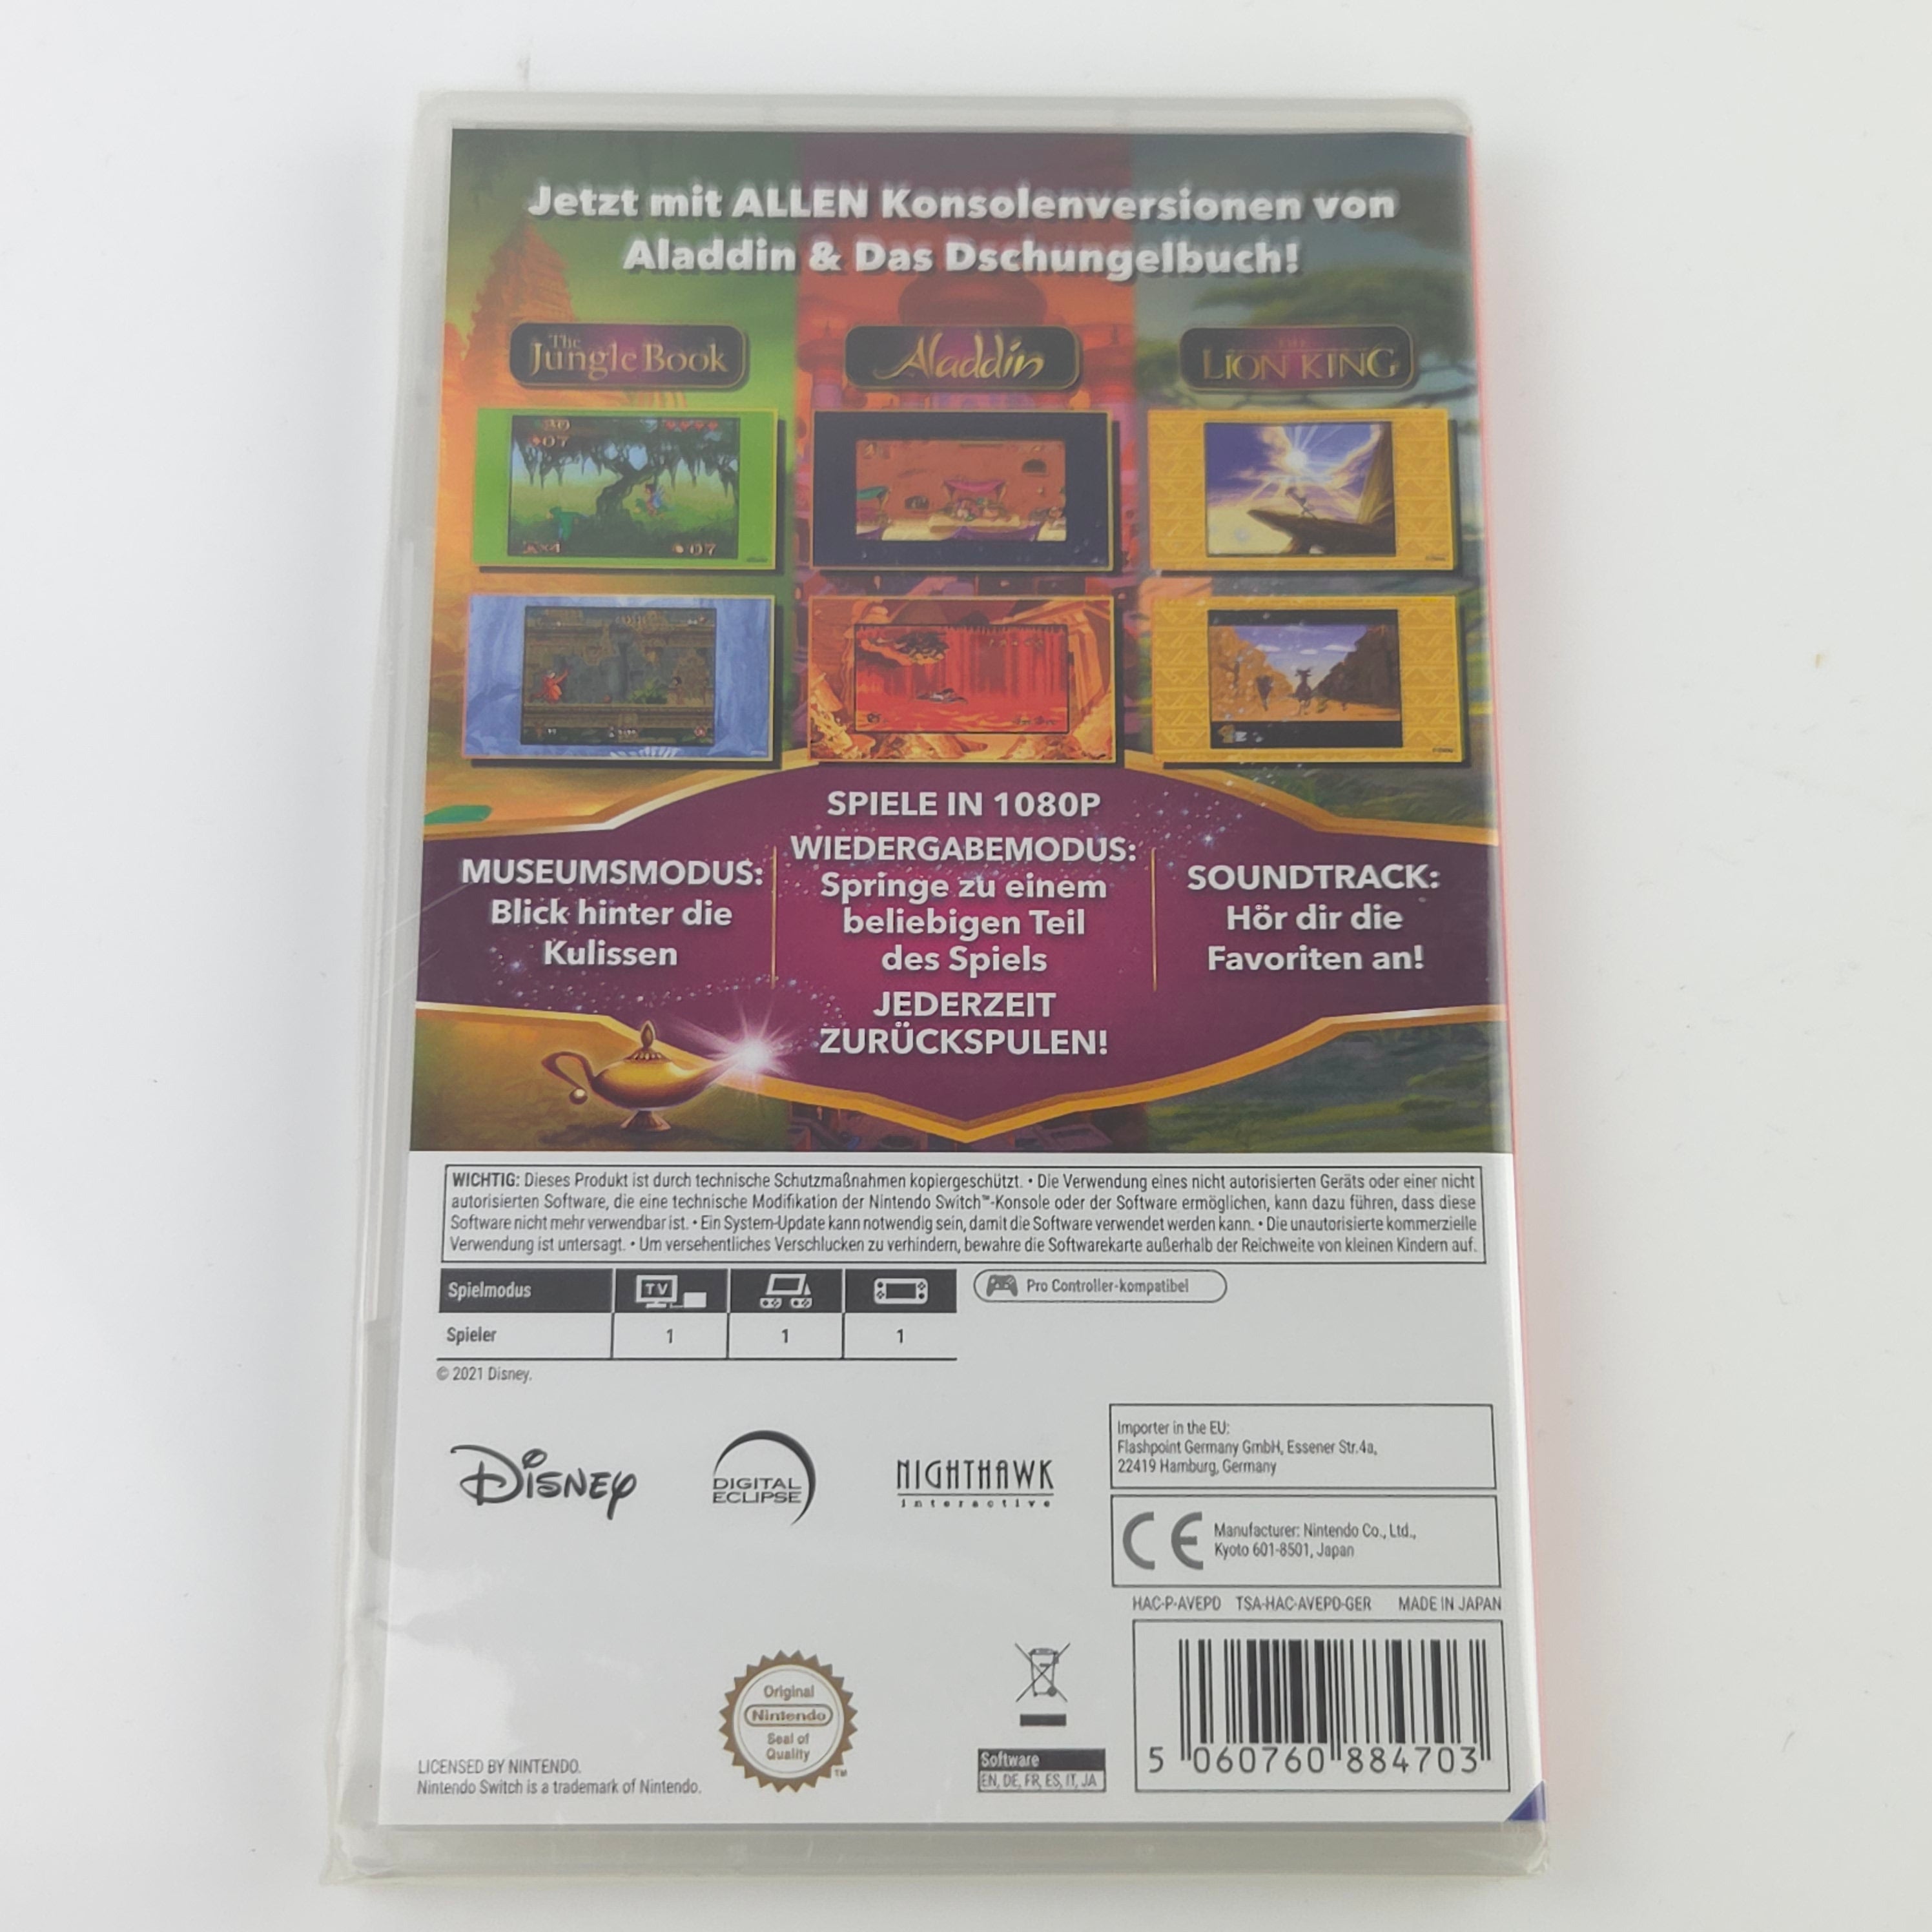 Jetzt mit ALLEN Konsolenversionen von
Aladdin & Das Dschungelbuch!
The
Jungle Book
Aladdin
THE
LION KING
30
07
x4
07
SPIELE IN 1080P
WIEDERGABEMODUS:
Springe zu einem
beliebigen Teil
des Spiels
JEDERZEIT
ZURÜCKSPULEN!
MUSEUMSMODUS:
Blick hinter die
Kulissen
SOUNDTRACK:
Hör dir die
Favoriten an!
WICHTIG: Dieses Produkt ist durch technische Schutzmaßnahmen kopiergeschützt. • Die Verwendung eines nicht autorisierten Geräts oder einer nicht
autorisierten Software, die eine technische Modifikation der Nintendo Switch™-Konsole oder der Software ermöglichen, kann dazu führen, dass diese
Software nicht mehr verwendbar ist. • Ein System-Update kann notwendig sein, damit die Software verwendet werden kann. • Die unautorisierte kommerzielle
Verwendung ist untersagt. • Um versehentliches Verschlucken zu verhindern, bewahre die Softwarekarte außerhalb der Reichweite von kleinen Kindern auf.
Spielmodus TV
Pro Controller-kompatibel
Spieler 1 1 1
© 2021 Disney.
Disney
DIGITAL
ECLIPSE
NIGHTHAWK
interactive
Importer in the EU:
Flashpoint Germany GmbH, Essener Str.4a,
22419 Hamburg, Germany
CE
Manufacturer: Nintendo Co., Ltd.,
Kyoto 601-8501, Japan
HAC-P-AVEPD TSA-HAC-AVEPD-GER MADE IN JAPAN
Original
Nintendo
Seal of
Quality
TM
LICENSED BY NINTENDO.
Nintendo Switch is a trademark of Nintendo.
Software
EN, DE, FR, ES, IT, JA
5 060760 884703